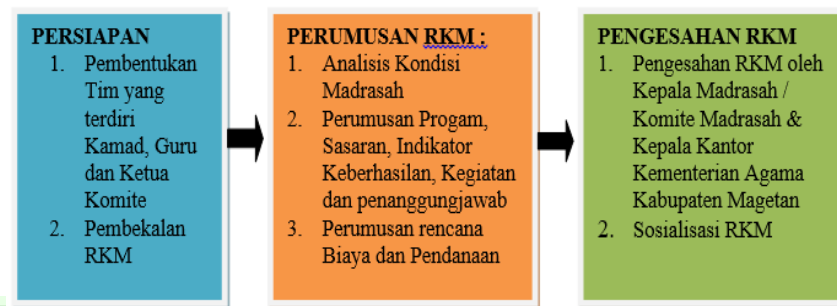 PERSIAPAN
1. Pembentukan
Tim yang
terdiri
Kamad, Guru
dan Ketua
Komite
2. Pembekalan
RKM
PERUMUSAN RKM :
1. Analisis Kondisi
Madrasah
2. Perumusan Progam,
Sasaran, Indikator
Keberhasilan, Kegiatan
dan penanggungjawab
3. Perumusan rencana
Biaya dan Pendanaan
PENGESAHAN RKM
1. Pengesahan RKM oleh
Kepala Madrasah /
Komite Madrasah &
Kepala Kantor
Kementerian Agama
Kabupaten Magetan
2. Sosialisasi RKM